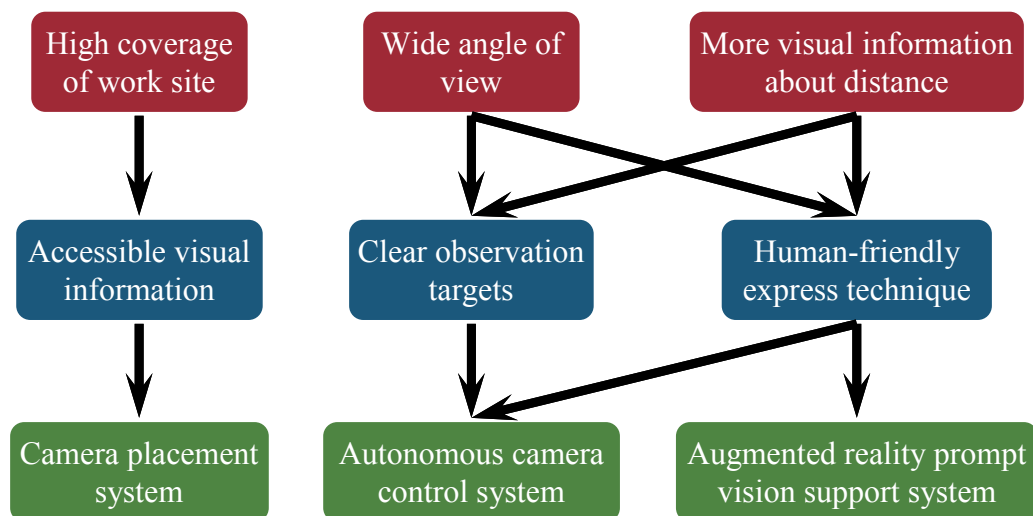 High coverage
of work site
Wide angle of
view
More visual information
about distance
Accessible visual
information
Clear observation
targets
Human-friendly
express technique
Camera placement
system
Autonomous camera
control system
Augmented reality prompt
vision support system